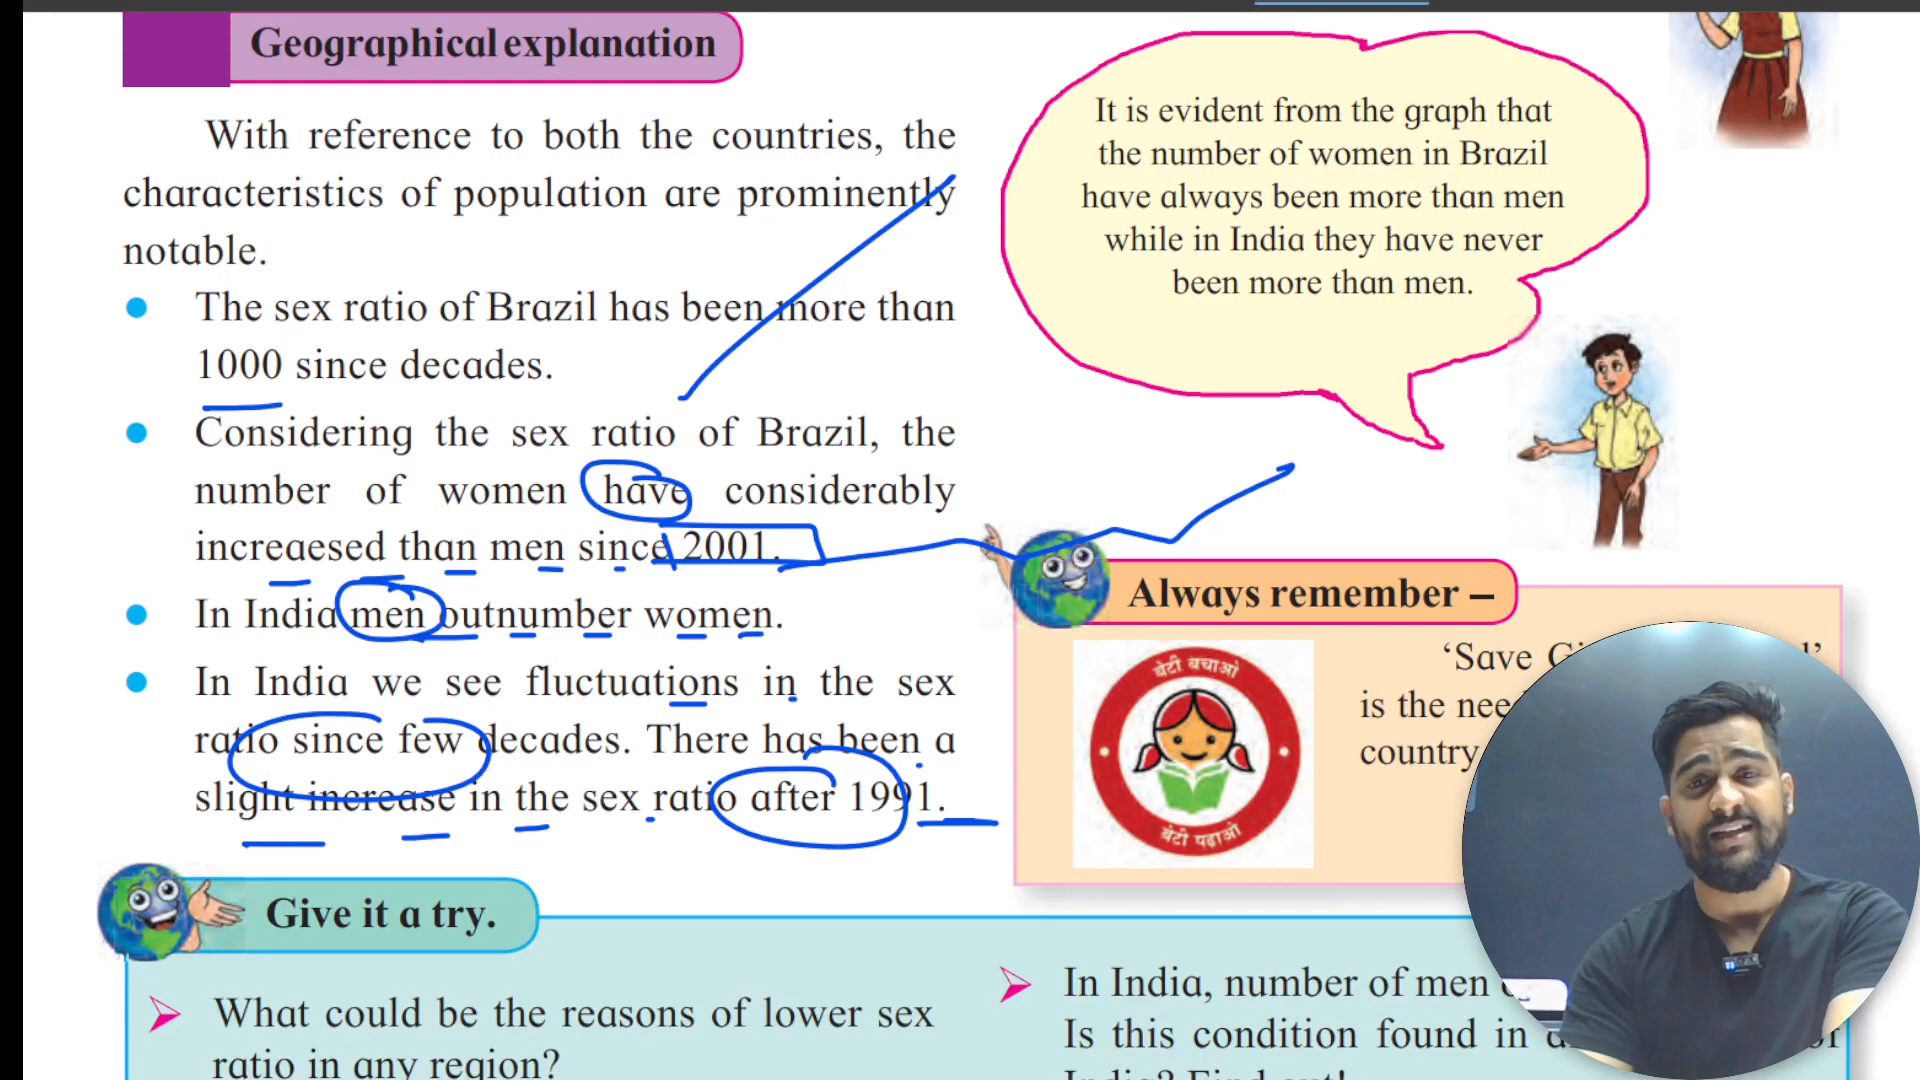 Geographical explanation
With reference to both the countries, the
characteristics of population are prominently
notable.
The sex ratio of Brazil has been more than
1000 since decades.
Considering the sex ratio of Brazil, the
number of women have considerably
increaesed than men since 2001.
In India men outnumber women.
In India we see fluctuations in the sex
ratio since few decades. There has been a
slight increase in the sex ratio after 1991.
It is evident from the graph that
the number of women in Brazil
have always been more than men
while in India they have never
been more than men.
Always remember –
‘Save
is the
country
बेटी बचाओ
बेटी पढ़ाओ
Give it a try.
What could be the reasons of lower sex
ratio in any region?
In India, number of men
Is this condition found in
India? Find out!